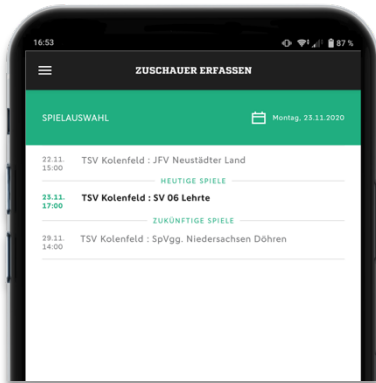 16:53 87 %
ZUSCHAUER ERFASSEN
SPIELAUSWAHL Montag, 23.11.2020
22.11. TSV Kolenfeld : JFV Neustädter Land
15:00
HEUTIGE SPIELE
23.11. TSV Kolenfeld : SV 06 Lehrte
17:00
ZUKÜNFTIGE SPIELE
29.11. TSV Kolenfeld : SpVgg. Niedersachsen Döhren
14:00